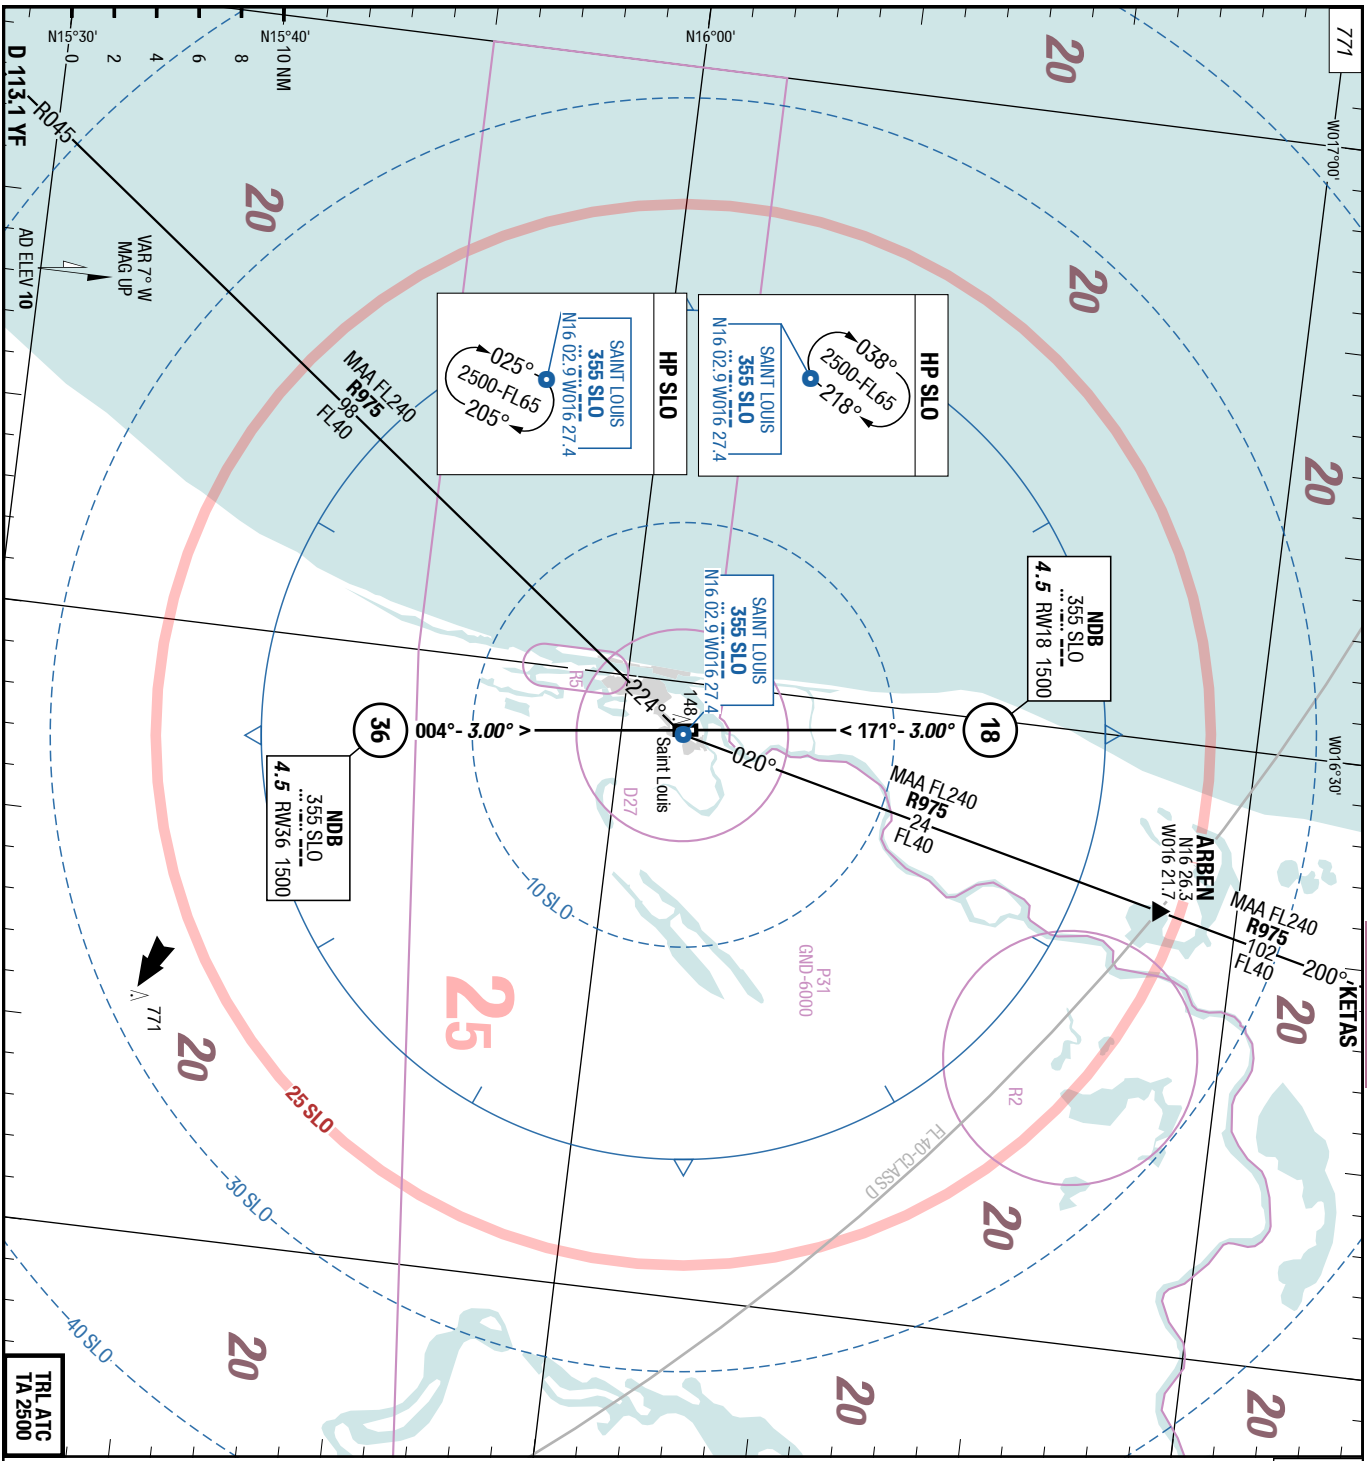 771
W017°00'
W016°30'
N15°30'
N15°40'
N16°00'
0
2
4
6
8
10 NM
D 113.1 YF
R045
VAR 7° W
MAG UP
AD ELEV 10
MAA FL240
R975
98
FL40
224°
HP SLO
038°
2500-FL65
218°
SAINT LOUIS
355 SLO
N16 02.9 W016 27.4
HP SLO
025°
2500-FL65
205°
SAINT LOUIS
355 SLO
N16 02.9 W016 27.4
SAINT LOUIS
355 SLO
N16 02.9 W016 27.4
148
Saint Louis
R5
D27
NDB
355 SLO
4.5 RW18 1500
18
< 171°- 3.00°
36
004°- 3.00° >
NDB
355 SLO
4.5 RW36 1500
020°
MAA FL240
R975
24
FL40
ARBEN
N16 26.3
W016 21.7
MAA FL240
R975
102
FL40
200°
KETAS
P31
GND-6000
R2
FL40-CLASS D
10 SLO
25 SLO
30 SLO
40 SLO
25
771
20
20
20
20
20
20
20
20
20
20
TRL ATC
TA 2500